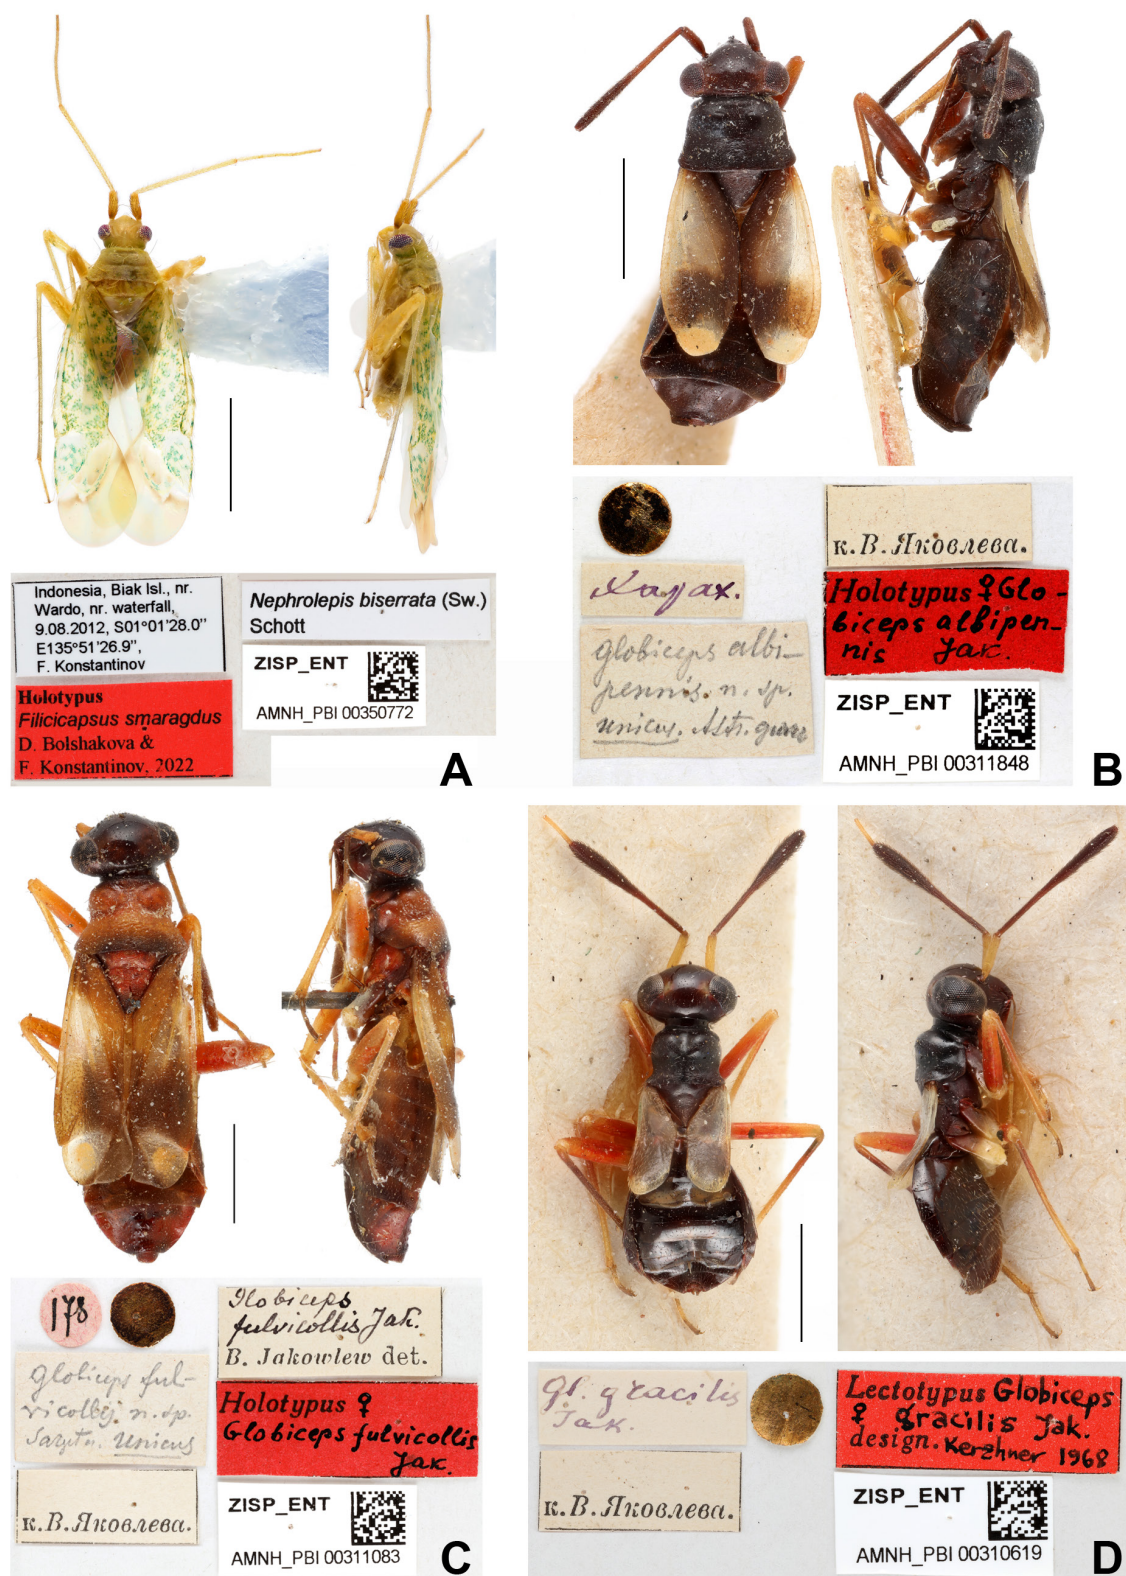 Indonesia, Biak Isl., nr.
Wardo, nr. waterfall,
9.08.2012, S01°01'28.0''
E135°51'26.9'',
F. Konstantinov
Nephrolepis biserrata (Sw.)
Schott
Holotypus
Filicicapsus smaragdus
D. Bolshakova &
F. Konstantinov, 2022
ZISP_ENT
AMNH_PBI 00350772
A
к. В. Яковлева.
globiceps albi-
pennis. n. sp.
unicus.
Holotypus ♀ Glo-
biceps albipen-
nis Jak.
ZISP_ENT
AMNH_PBI 00311848
B
178
Globiceps
fulvicollis Jak.
B. Jakowlew det.
globiceps ful-
vicollis n. sp.
Unicus
Holotypus ♀
Globiceps fulvicollis
Jak.
к. В. Яковлева.
ZISP_ENT
AMNH_PBI 00311083
C
Gl. gracilis
Jak.
Lectotypus Globiceps
♀ gracilis Jak.
design. Kerzhner 1968
к. В. Яковлева.
ZISP_ENT
AMNH_PBI 00310619
D